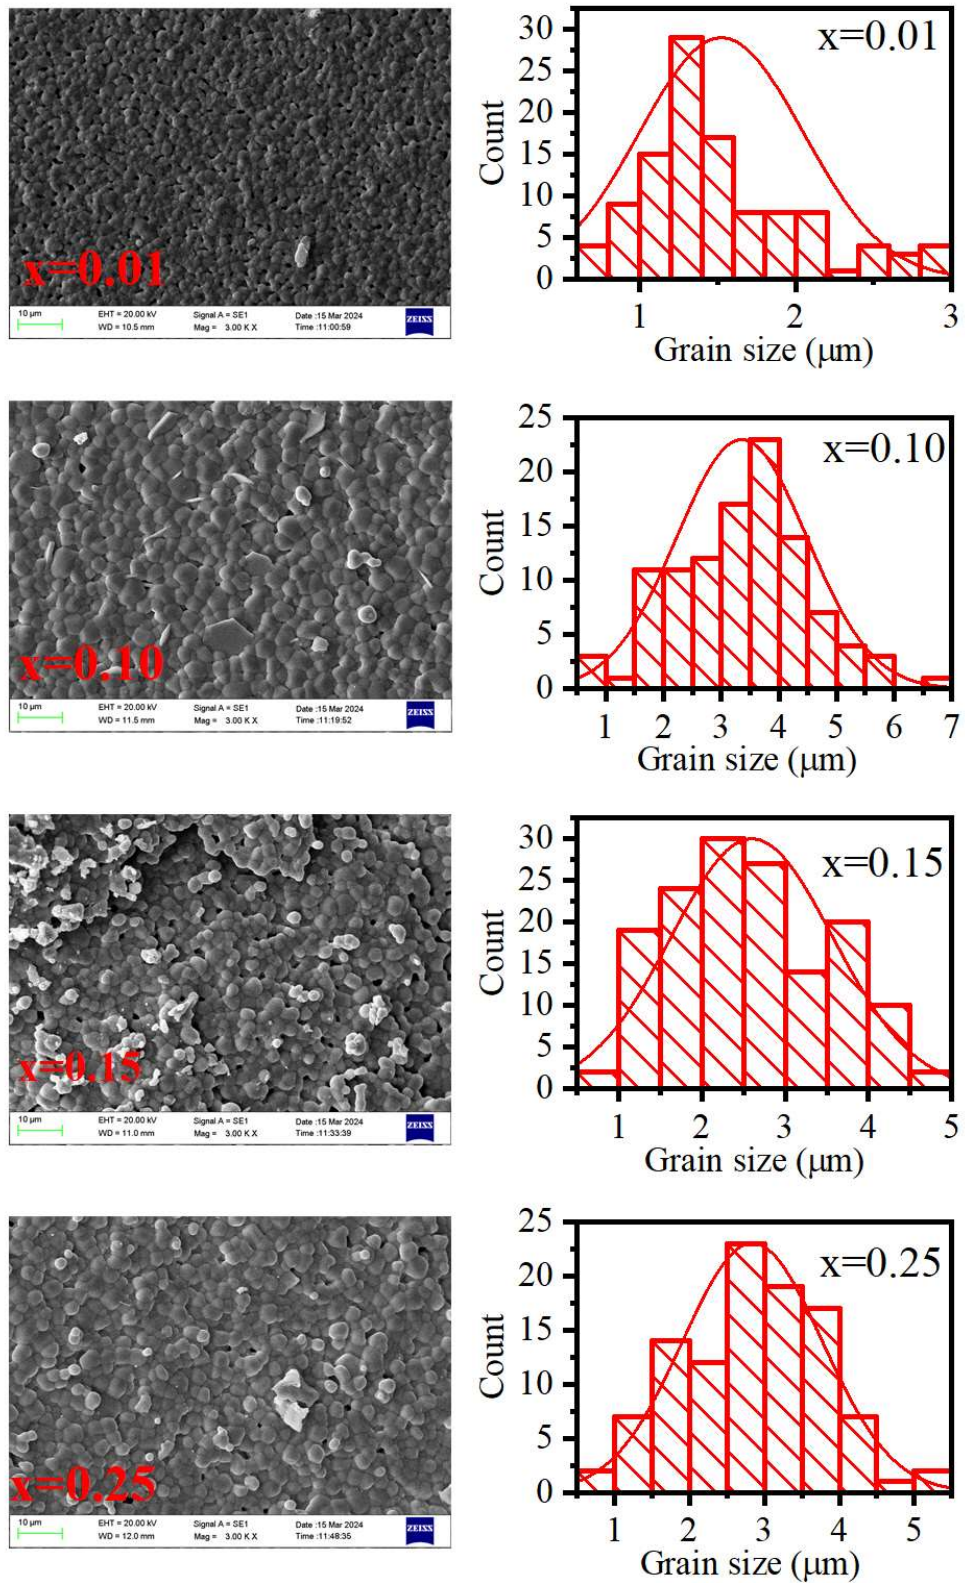 x=0.01
10 µm
EHT = 20.00 kV
Signal A = SE1
Date :15 Mar 2024
WD = 10.5 mm
Mag = 3.00 K X
Time :11:00:59
ZEISS
30
25
20
15
10
5
0
Count
x=0.01
1 2 3
Grain size (μm)
x=0.10
10 µm
EHT = 20.00 kV
Signal A = SE1
Date :15 Mar 2024
WD = 11.5 mm
Mag = 3.00 K X
Time :11:19:52
ZEISS
25
20
15
10
5
0
Count
x=0.10
1 2 3 4 5 6 7
Grain size (μm)
x=0.15
10 µm
EHT = 20.00 kV
Signal A = SE1
Date :15 Mar 2024
WD = 11.0 mm
Mag = 3.00 K X
Time :11:33:39
ZEISS
30
25
20
15
10
5
0
Count
x=0.15
1 2 3 4 5
Grain size (μm)
x=0.25
10 µm
EHT = 20.00 kV
Signal A = SE1
Date :15 Mar 2024
WD = 12.0 mm
Mag = 3.00 K X
Time :11:48:35
ZEISS
25
20
15
10
5
0
Count
x=0.25
1 2 3 4 5
Grain size (μm)